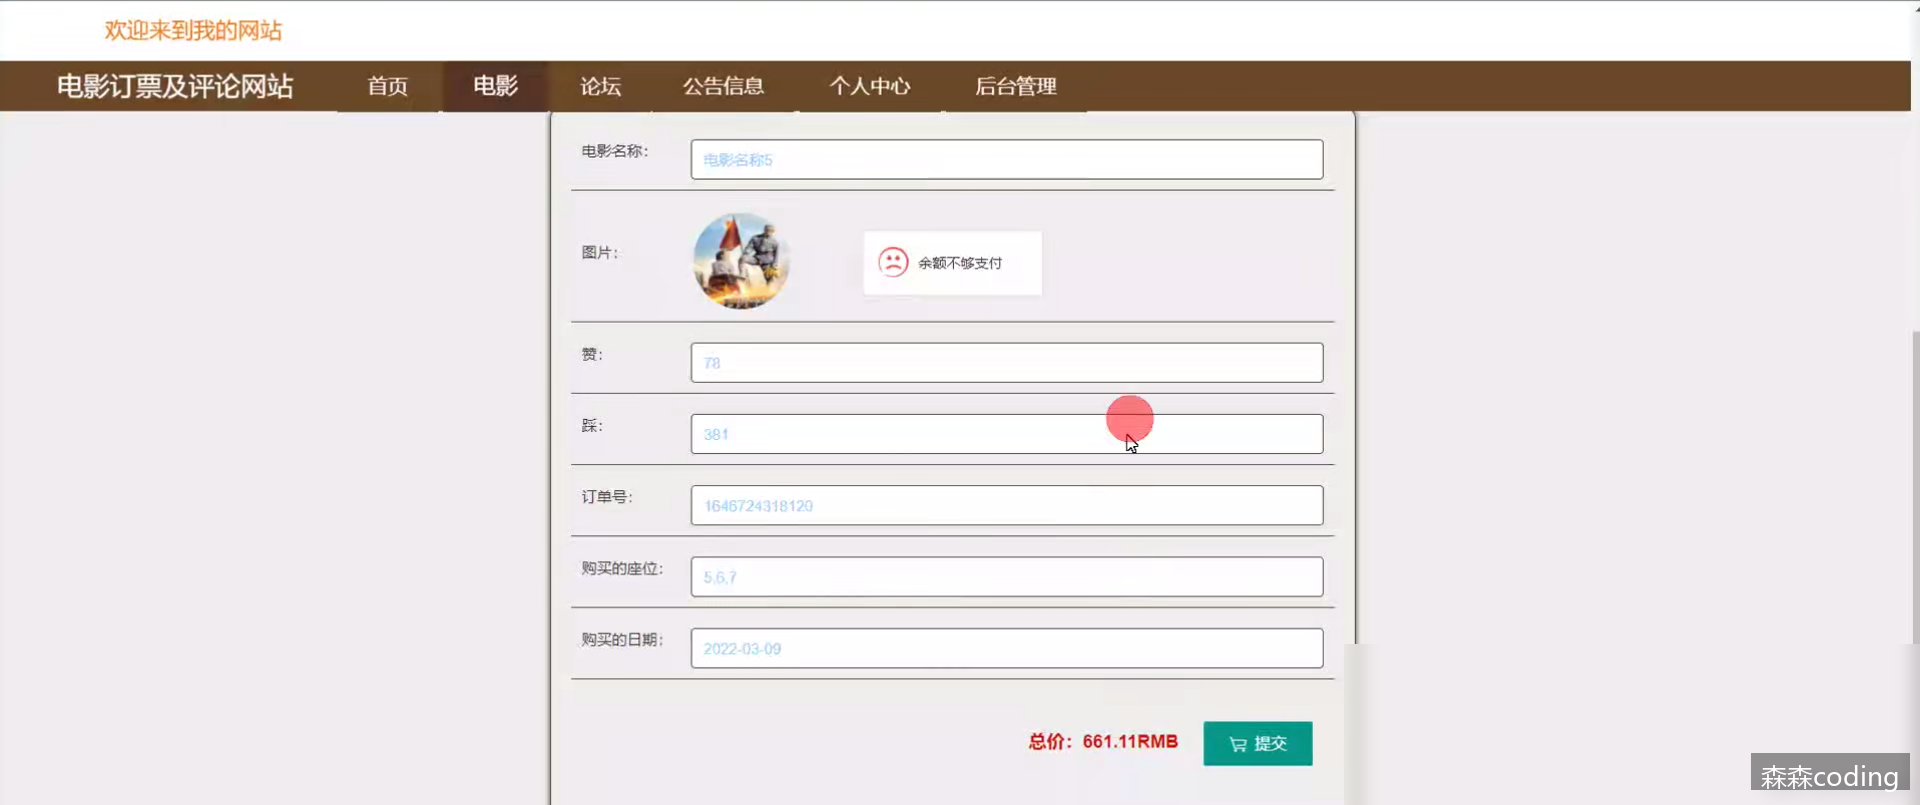 欢迎来到我的网站
电影订票及评论网站 首页 电影 论坛 公告信息 个人中心 后台管理
电影名称： 电影名称5
图片： 余额不够支付
赞： 78
踩： 381
订单号： 1646724318120
购买的座位： 5,6,7
购买的日期： 2022-03-09
总价：661.11RMB 提交
森森coding